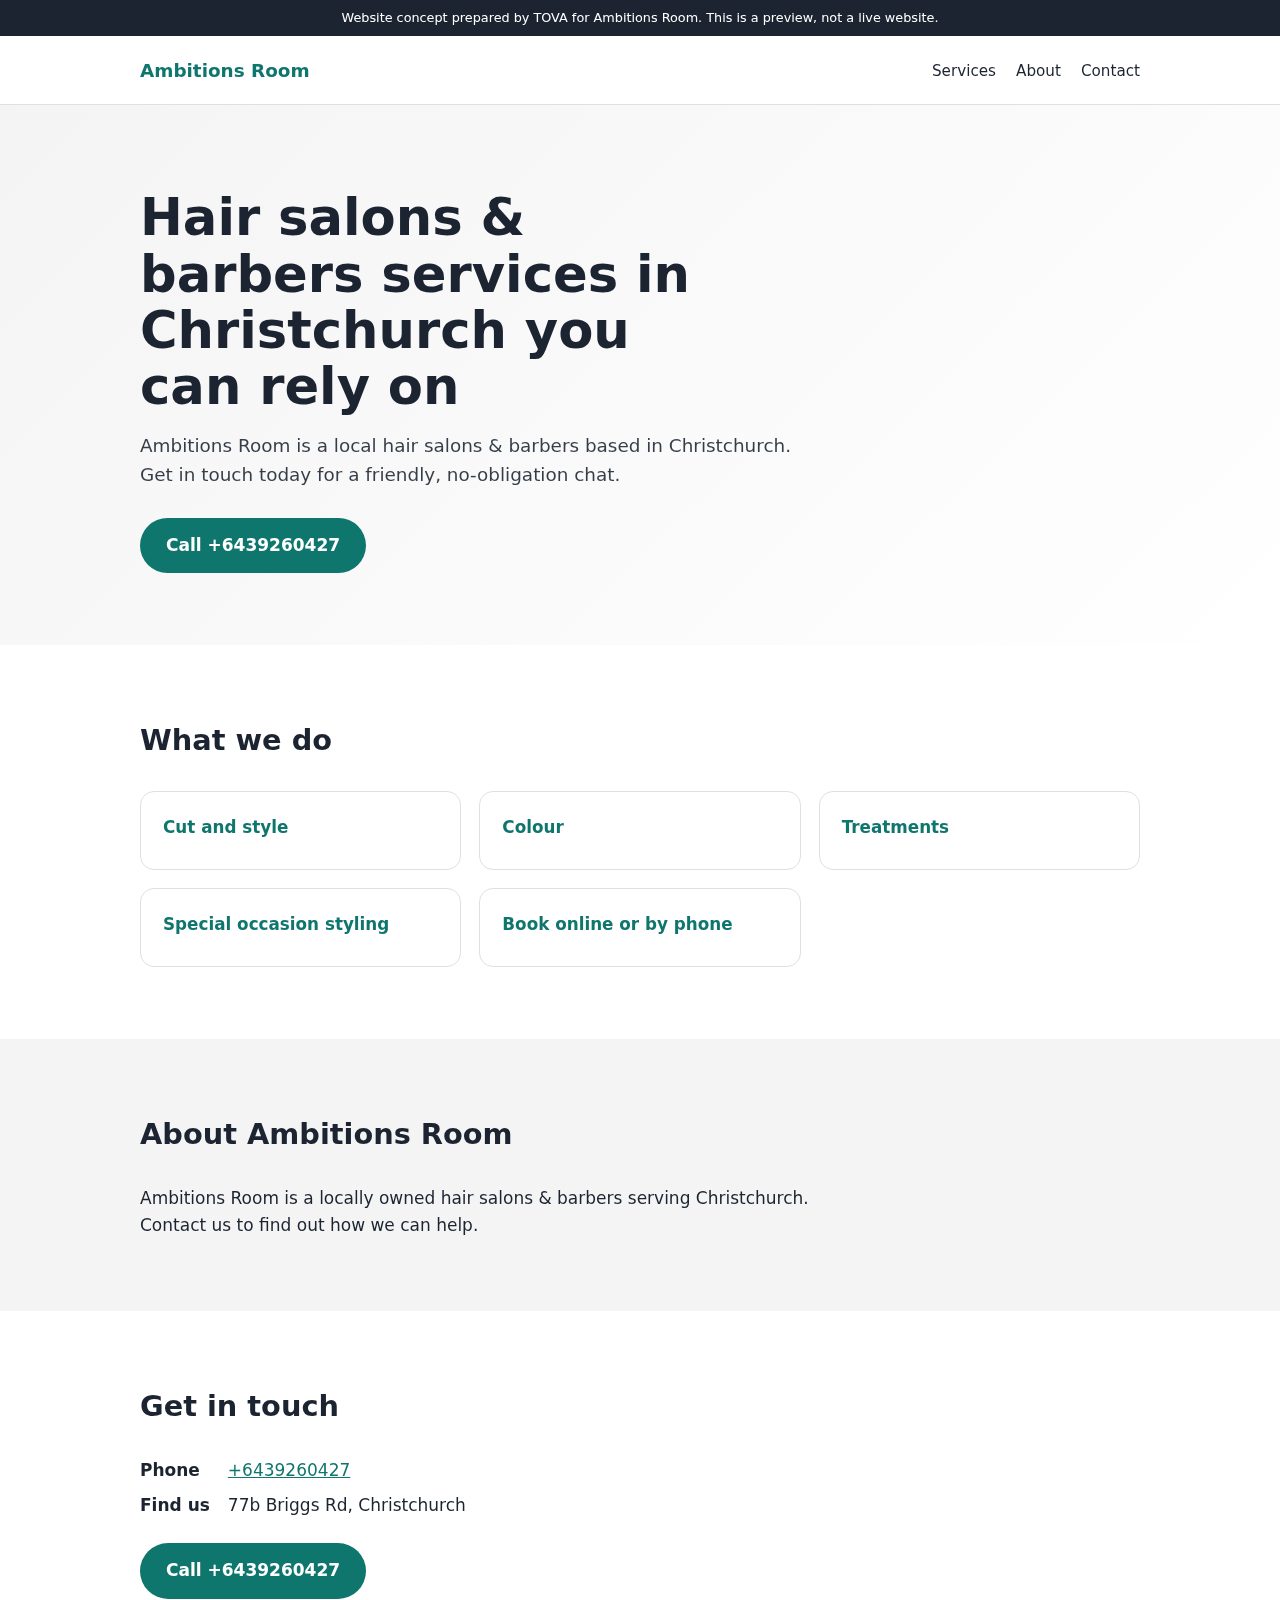 Website concept prepared by TOVA for Ambitions Room. This is a preview, not a live website.
Ambitions Room
Services About Contact
Hair salons &
barbers services in
Christchurch you
can rely on
Ambitions Room is a local hair salons & barbers based in Christchurch.
Get in touch today for a friendly, no-obligation chat.
Call +6439260427
What we do
Cut and style
Colour
Treatments
Special occasion styling
Book online or by phone
About Ambitions Room
Ambitions Room is a locally owned hair salons & barbers serving Christchurch.
Contact us to find out how we can help.
Get in touch
Phone +6439260427
Find us 77b Briggs Rd, Christchurch
Call +6439260427